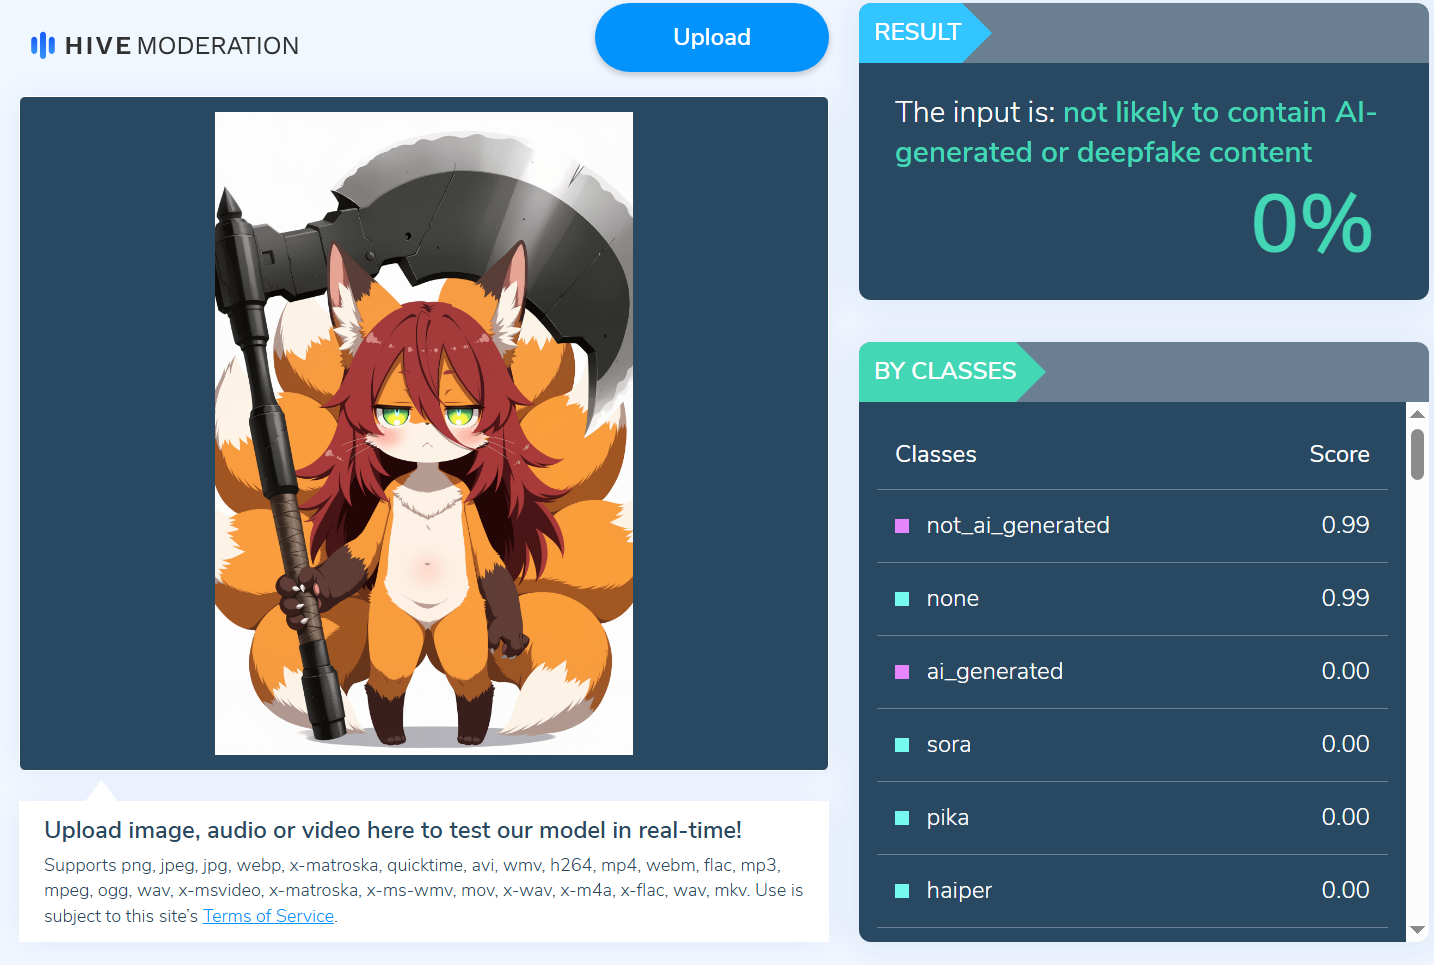 HIVE MODERATION
Upload
Upload image, audio or video here to test our model in real-time!
Supports png, jpeg, jpg, webp, x-matroska, quicktime, avi, wmv, h264, mp4, webm, flac, mp3,
mpeg, ogg, wav, x-msvideo, x-matroska, x-ms-wmv, mov, x-wav, x-m4a, x-flac, wav, mkv. Use is
subject to this site's Terms of Service.
RESULT
The input is: not likely to contain AI-
generated or deepfake content
0%
BY CLASSES
Classes Score
not_ai_generated 0.99
none 0.99
ai_generated 0.00
sora 0.00
pika 0.00
haiper 0.00